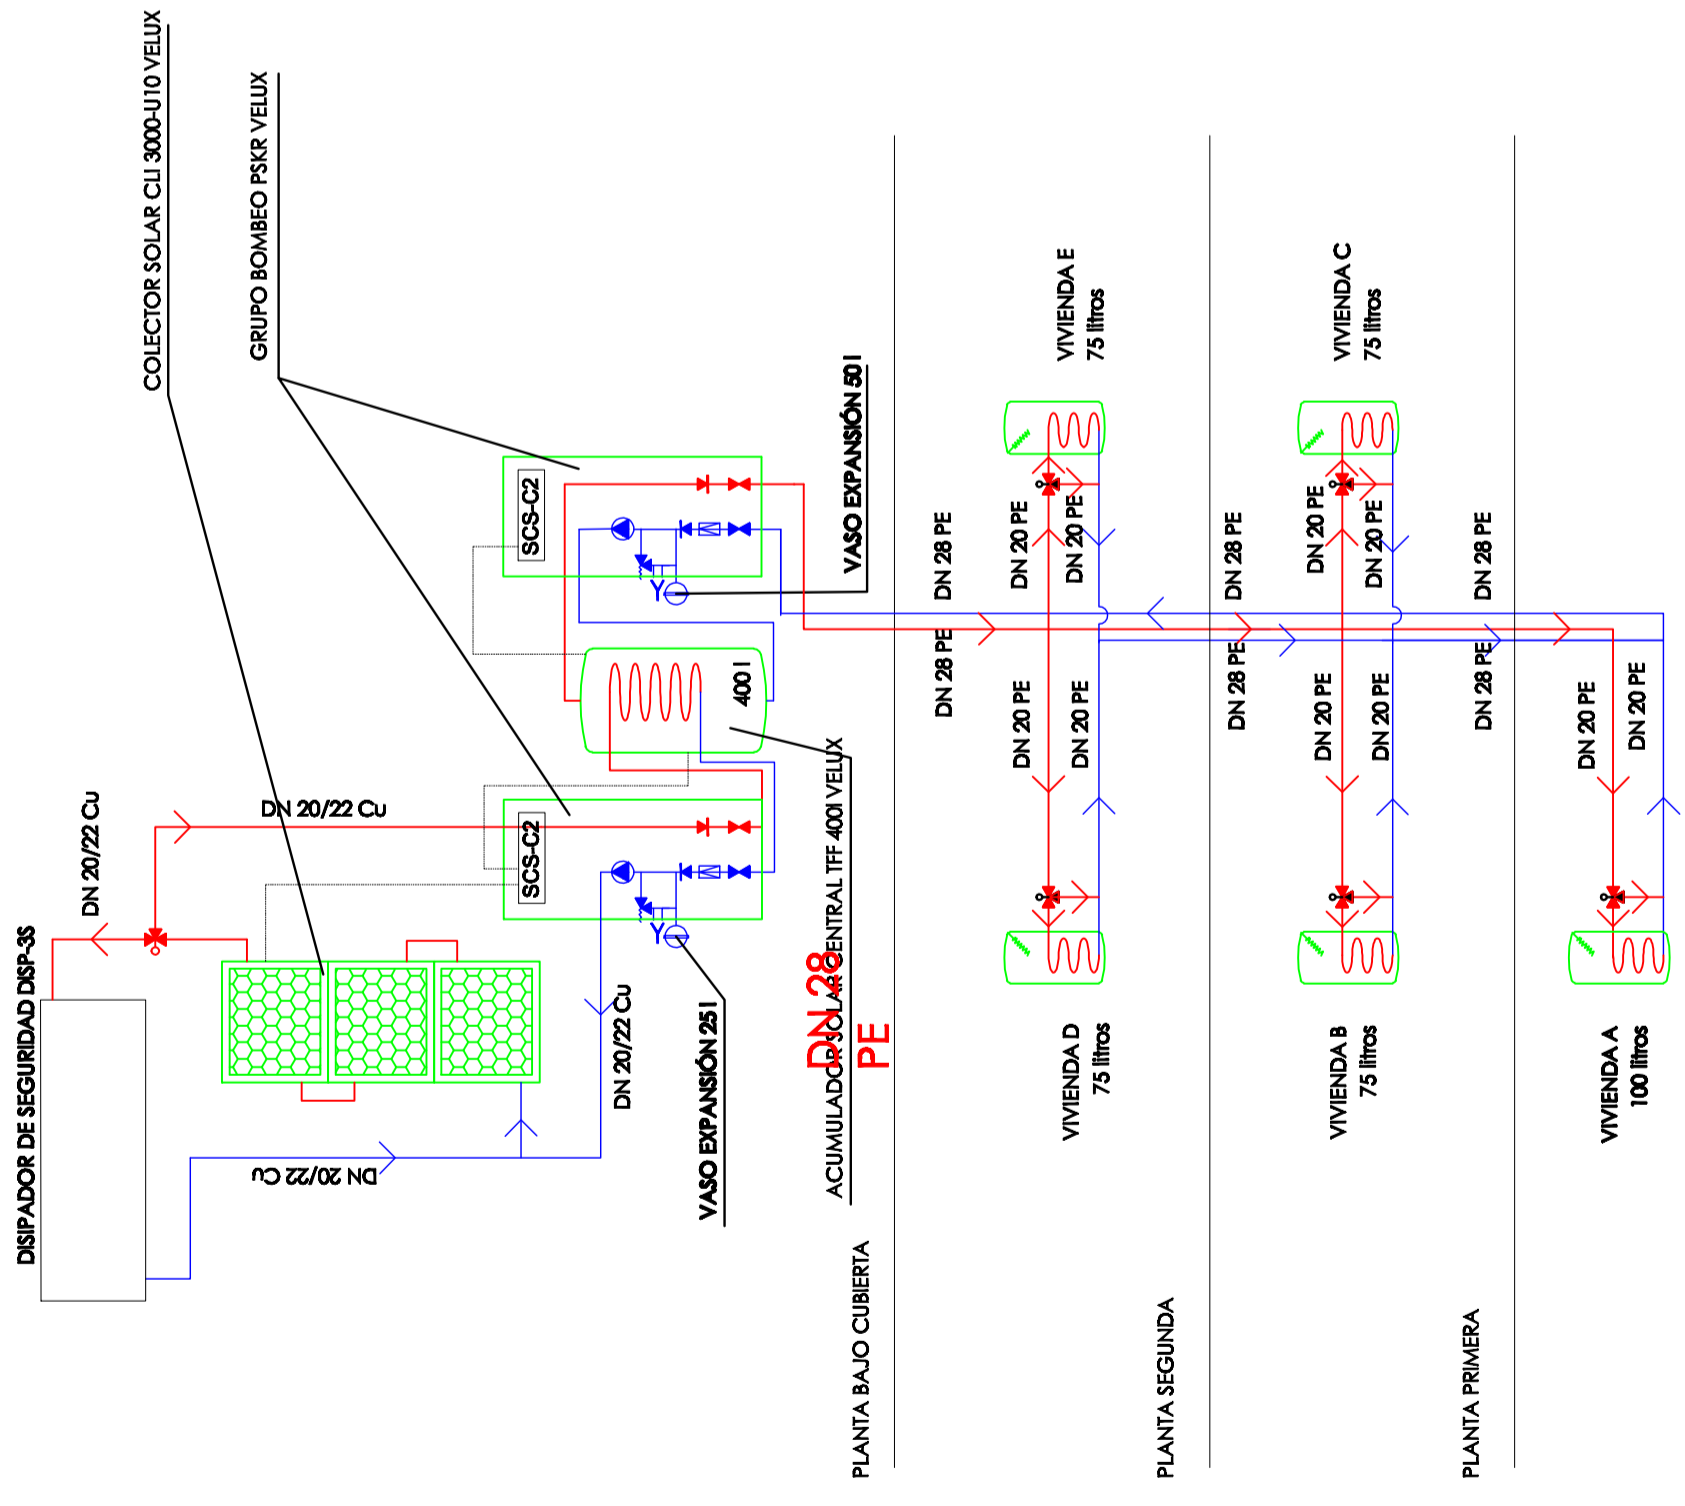 COLECTOR SOLAR CLI 3000-U10 VELUX
GRUPO BOMBEO PSKR VELUX
DISIPADOR DE SEGURIDAD DISP-3S
DN 20/22 Cu
DN 20/22 Cu
DN 20/22 Cu
DN 20/22 Cu
SCS-C2
SCS-C2
400 l
VASO EXPANSIÓN 50 l
VASO EXPANSIÓN 25 l
ACUMULADOR SOLAR CENTRAL TFF 400l VELUX
DN 28
PE
PLANTA BAJO CUBIERTA
DN 28 PE
DN 28 PE
VIVIENDA E
75 litros
DN 20 PE
DN 20 PE
DN 20 PE
DN 20 PE
VIVIENDA D
75 litros
PLANTA SEGUNDA
DN 28 PE
DN 28 PE
VIVIENDA C
75 litros
DN 20 PE
DN 20 PE
DN 20 PE
DN 20 PE
VIVIENDA B
75 litros
PLANTA PRIMERA
DN 28 PE
DN 28 PE
DN 20 PE
DN 20 PE
VIVIENDA A
100 litros